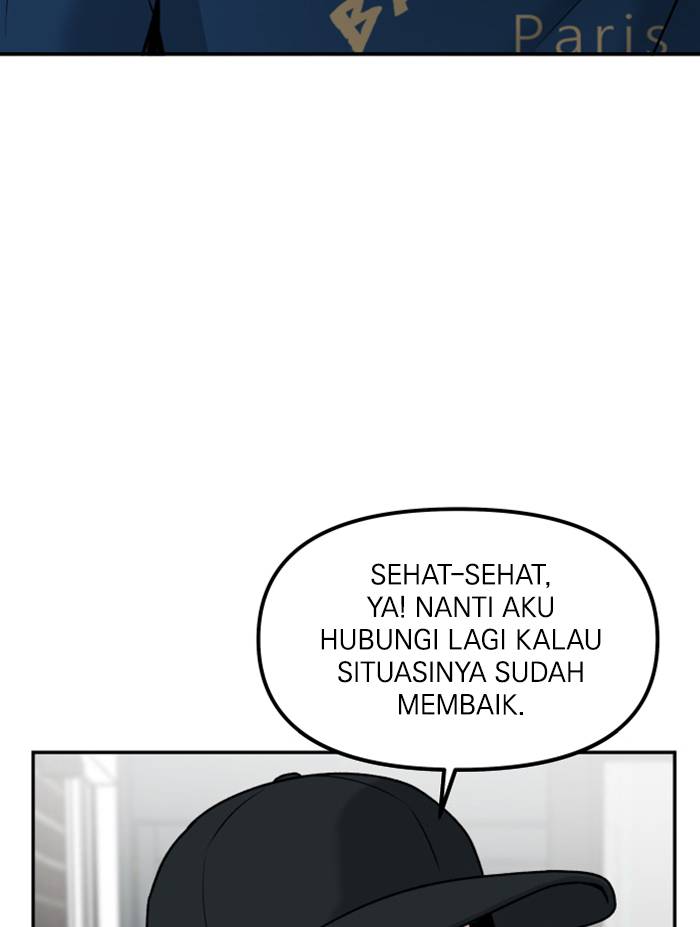 Paris
SEHAT-SEHAT,
YA! NANTI AKU
HUBUNGI LAGI KALAU
SITUASINYA SUDAH
MEMBAIK.